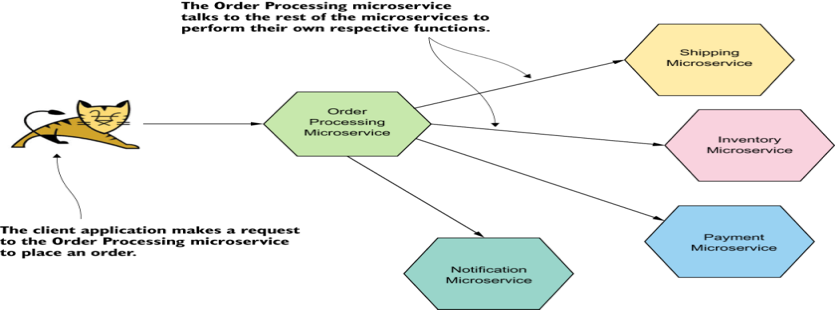 The Order Processing microservice
talks to the rest of the microservices to
perform their own respective functions.
Shipping
Microservice
Order
Processing
Microservice
Inventory
Microservice
The client application makes a request
to the Order Processing microservice
to place an order.
Payment
Microservice
Notification
Microservice